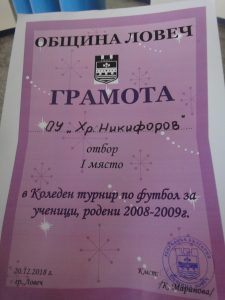 ОБЩИНА ЛОВЕЧ
ГРАМОТА
ОУ „Хр. Никифоров"
отбор
I място
в Коледен турнир по футбол за
ученици, родени 2008-2009г.
20.12.2018 г.
гр.Ловеч
Кмет:
/К. Маринова/